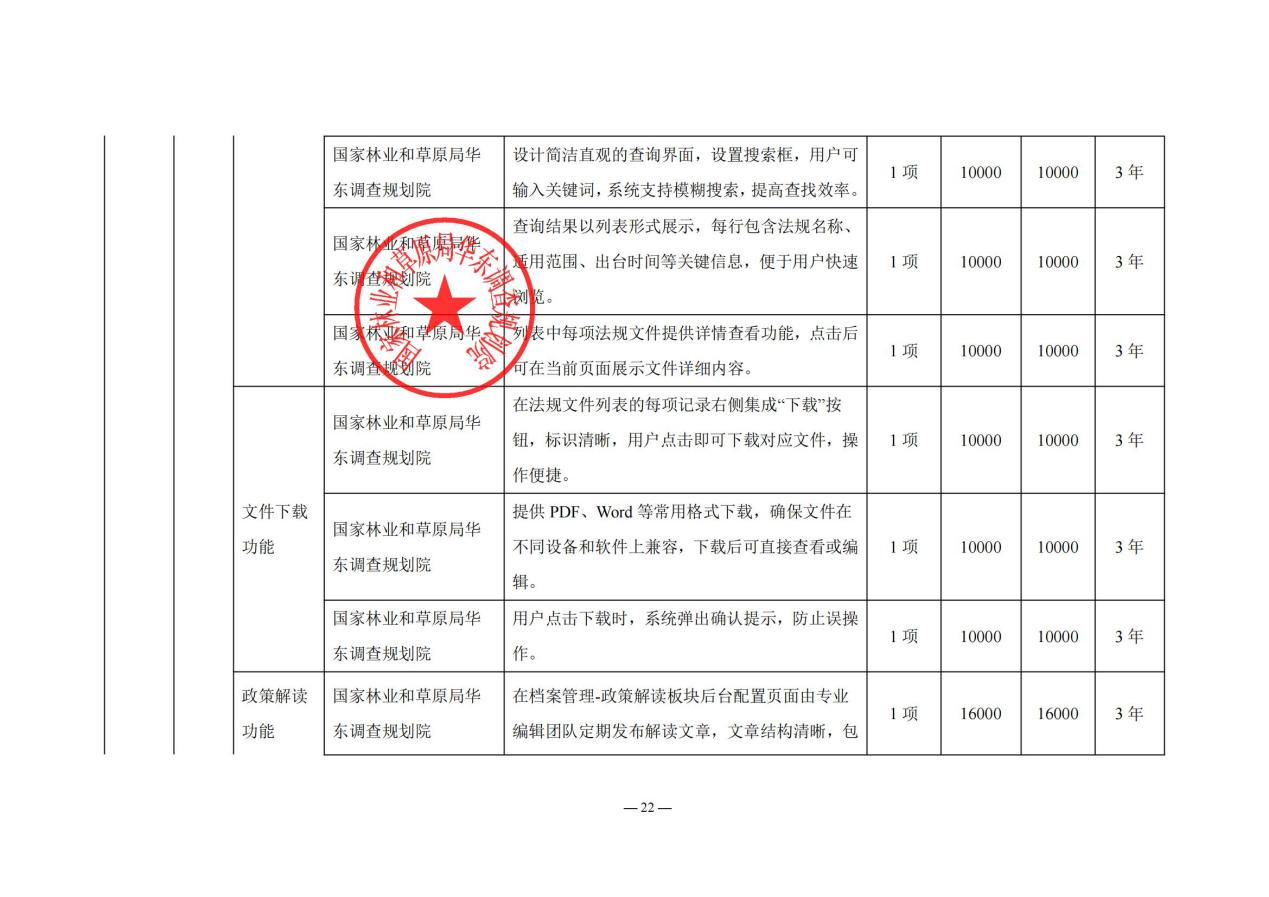 国家林业和草原局华
东调查规划院
设计简洁直观的查询界面，设置搜索框，用户可
输入关键词，系统支持模糊搜索，提高查找效率。
1 项
10000
10000
3 年
国家林业和草原局华
东调查规划院
查询结果以列表形式展示，每行包含法规名称、
适用范围、出台时间等关键信息，便于用户快速
浏览。
1 项
10000
10000
3 年
国家林业和草原局华
东调查规划院
列表中每项法规文件提供详情查看功能，点击后
可在当前页面展示文件详细内容。
1 项
10000
10000
3 年
国家林业和草原局华东调查规划院
文件下载
功能
国家林业和草原局华
东调查规划院
在法规文件列表的每项记录右侧集成“下载”按
钮，标识清晰，用户点击即可下载对应文件，操
作便捷。
1 项
10000
10000
3 年
国家林业和草原局华
东调查规划院
提供 PDF、Word 等常用格式下载，确保文件在
不同设备和软件上兼容，下载后可直接查看或编
辑。
1 项
10000
10000
3 年
国家林业和草原局华
东调查规划院
用户点击下载时，系统弹出确认提示，防止误操
作。
1 项
10000
10000
3 年
政策解读
功能
国家林业和草原局华
东调查规划院
在档案管理-政策解读板块后台配置页面由专业
编辑团队定期发布解读文章，文章结构清晰，包
1 项
16000
16000
3 年
— 22 —